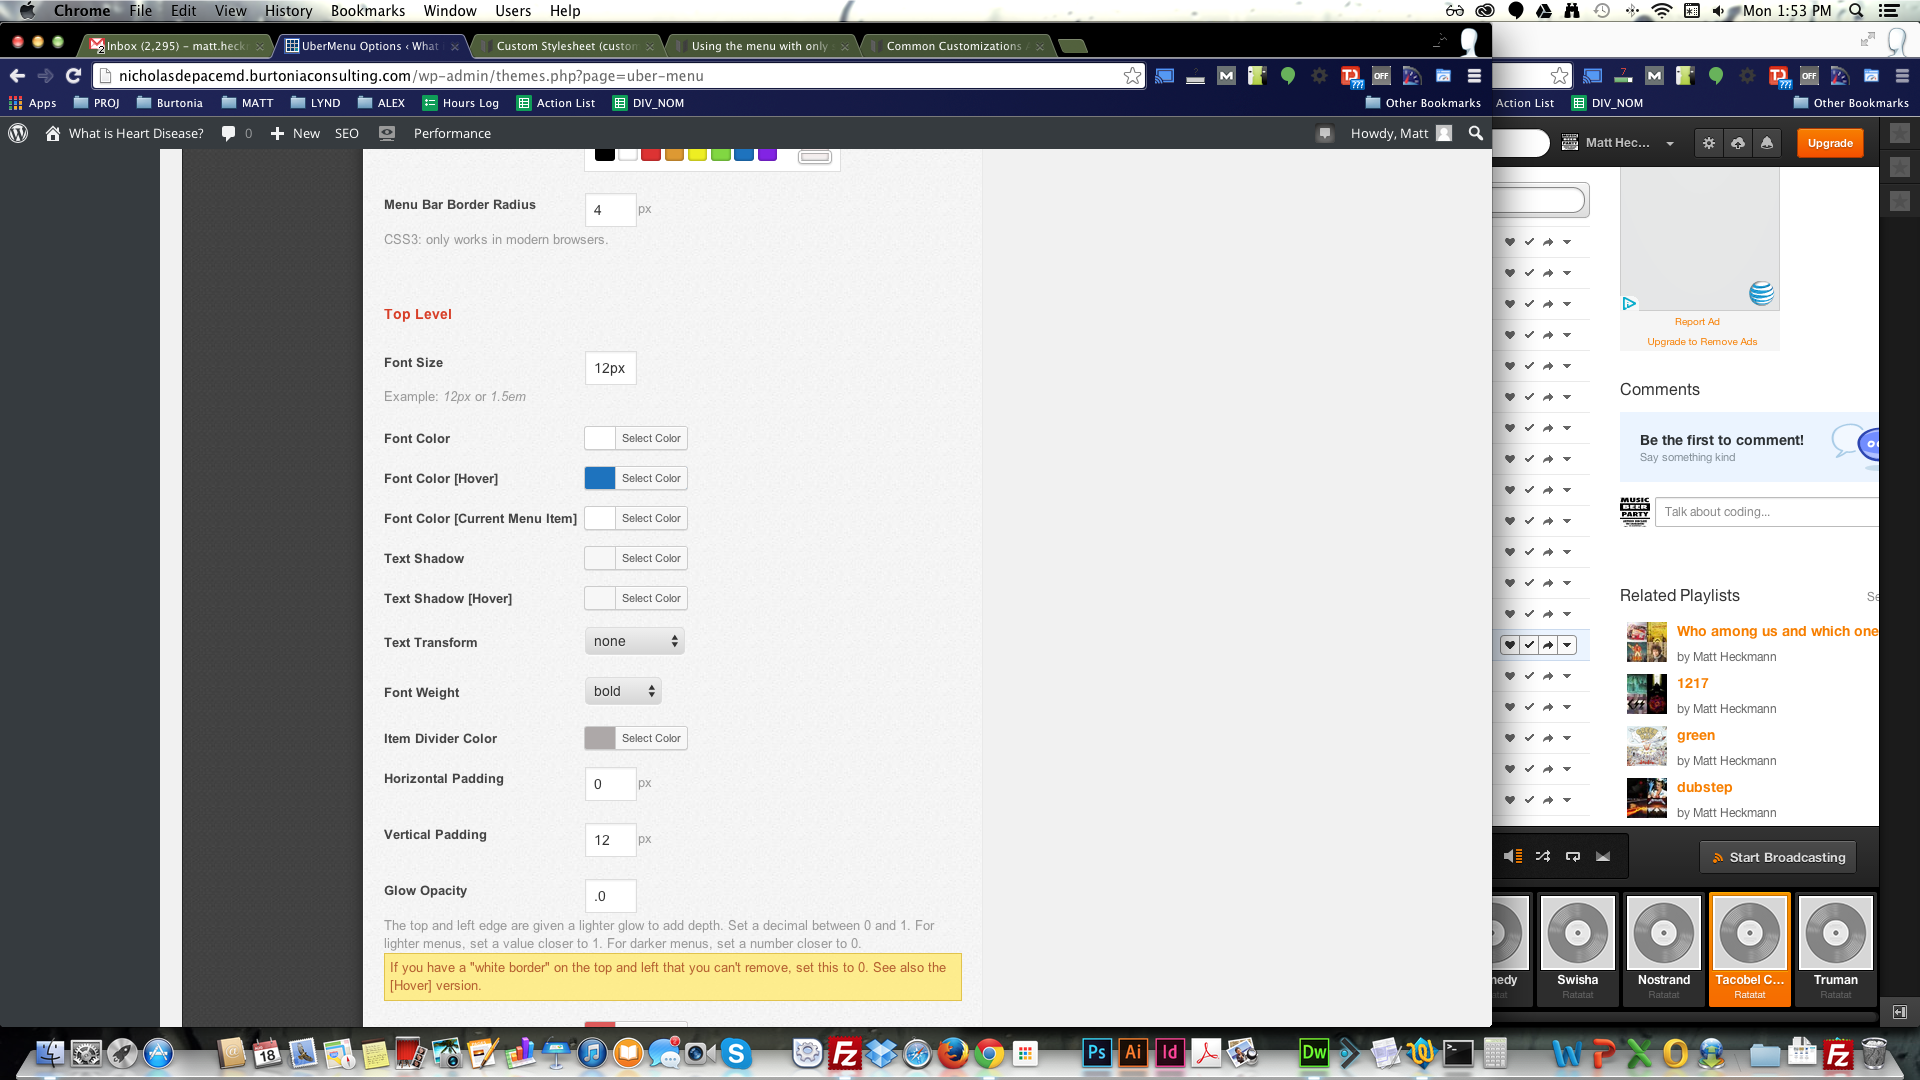 Chrome File Edit View History Bookmarks Window Users Help
Mon 1:53 PM
Inbox (2,295) – matt.heck
UberMenu Options ‹ What
Custom Stylesheet (custom
Using the menu with only
Common Customizations
nicholasdepacemd.burtoniaconsulting.com/wp-admin/themes.php?page=uber-menu
Apps PROJ Burtonia MATT LYND ALEX Hours Log Action List DIV_NOM Other Bookmarks
Action List DIV_NOM Other Bookmarks
What is Heart Disease? 0 New SEO Performance
Howdy, Matt
Menu Bar Border Radius 4 px
CSS3: only works in modern browsers.
Top Level
Font Size 12px
Example: 12px or 1.5em
Font Color Select Color
Font Color [Hover] Select Color
Font Color [Current Menu Item] Select Color
Text Shadow Select Color
Text Shadow [Hover] Select Color
Text Transform none
Font Weight bold
Item Divider Color Select Color
Horizontal Padding 0 px
Vertical Padding 12 px
Glow Opacity .0
The top and left edge are given a lighter glow to add depth. Set a decimal between 0 and 1. For
lighter menus, set a value closer to 1. For darker menus, set a number closer to 0.
If you have a "white border" on the top and left that you can't remove, set this to 0. See also the
[Hover] version.
Matt Hec... Upgrade
Report Ad
Upgrade to Remove Ads
Comments
Be the first to comment!
Say something kind
MUSIC
BEER
PARTY
Talk about coding...
Related Playlists
Who among us and which one
by Matt Heckmann
1217
by Matt Heckmann
green
by Matt Heckmann
dubstep
by Matt Heckmann
Start Broadcasting
nedy Swisha Nostrand Tacobel C... Truman
atat Ratatat Ratatat Ratatat Ratatat
18
Ps Ai Id Dw